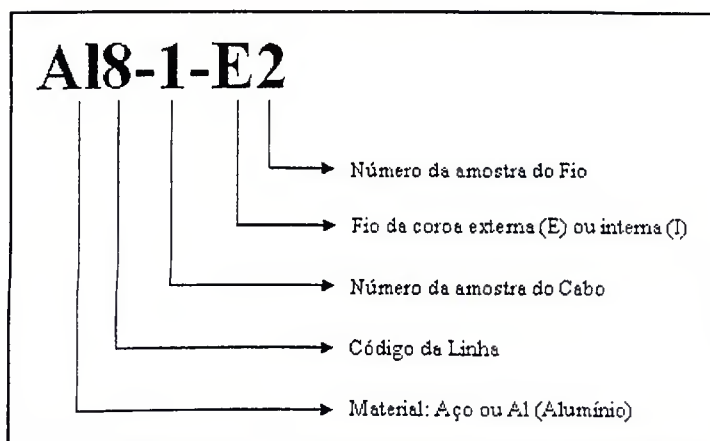 Al8-1-E2
Número da amostra do Fio
Fio da coroa externa (E) ou interna (I)
Número da amostra do Cabo
Código da Linha
Material: Aço ou Al (Alumínio)